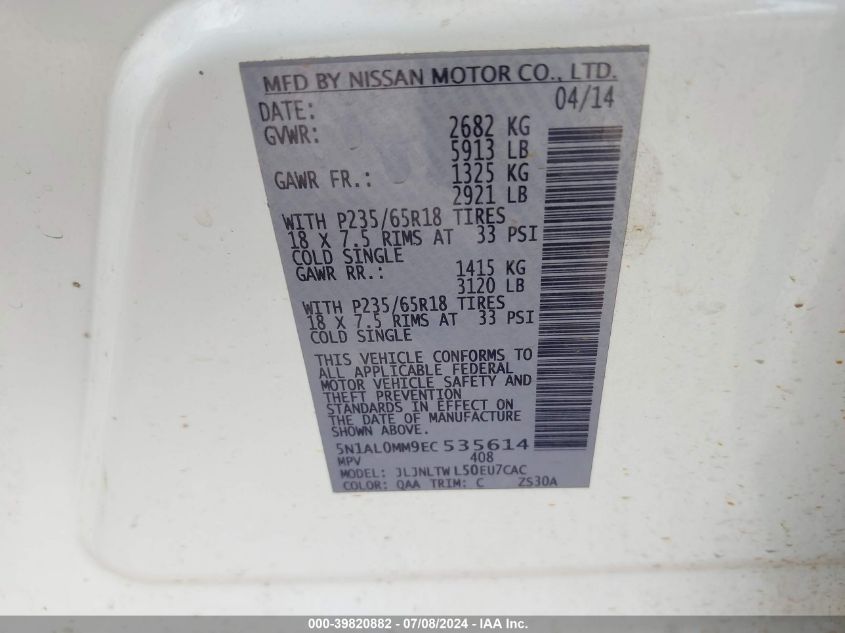 MFD BY NISSAN MOTOR CO., LTD.
DATE: 04/14
GVWR: 2682 KG
5913 LB
GAWR FR.: 1325 KG
2921 LB
WITH P235/65R18 TIRES
18 X 7.5 RIMS AT 33 PSI
COLD SINGLE
GAWR RR.: 1415 KG
3120 LB
WITH P235/65R18 TIRES
18 X 7.5 RIMS AT 33 PSI
COLD SINGLE
THIS VEHICLE CONFORMS TO
ALL APPLICABLE FEDERAL
MOTOR VEHICLE SAFETY AND
THEFT PREVENTION
STANDARDS IN EFFECT ON
THE DATE OF MANUFACTURE
SHOWN ABOVE.
5N1AL0MM9EC 535614
MPV 408
MODEL: JLJNLTW L50EU7CAC
COLOR: QAA TRIM: C ZS30A
000-39820882 - 07/08/2024 - IAA Inc.